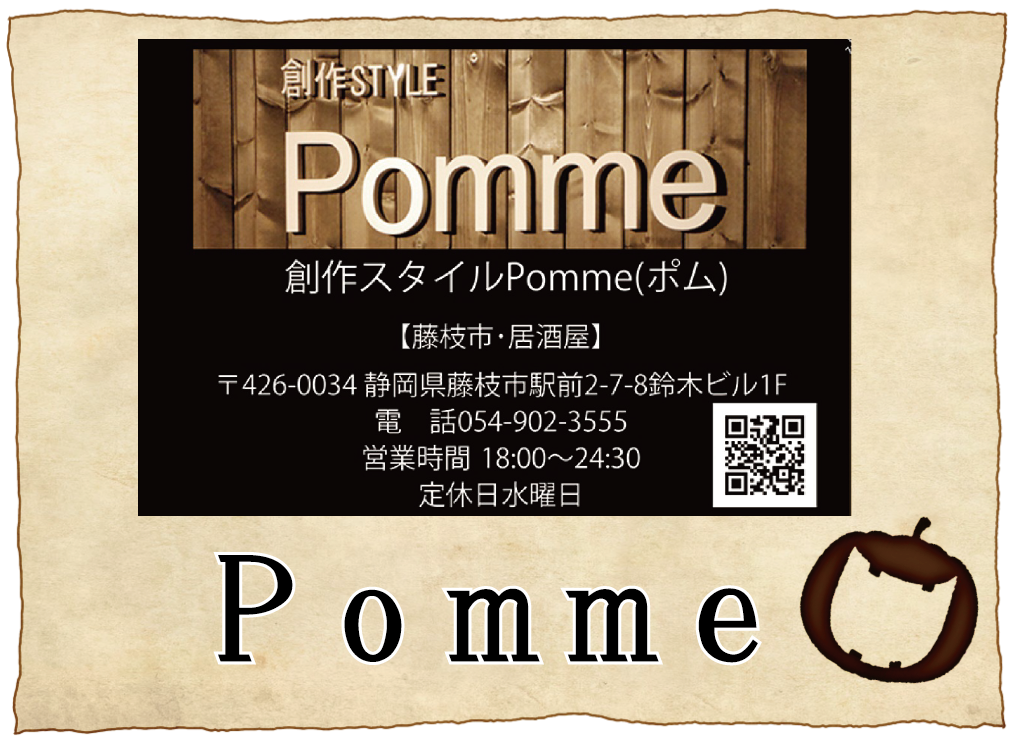 創作STYLE
Pomme
創作スタイルPomme(ポム)
【藤枝市・居酒屋】
〒426-0034 静岡県藤枝市駅前2-7-8鈴木ビル1F
電　話054-902-3555
営業時間 18:00〜24:30
定休日水曜日
Pomme